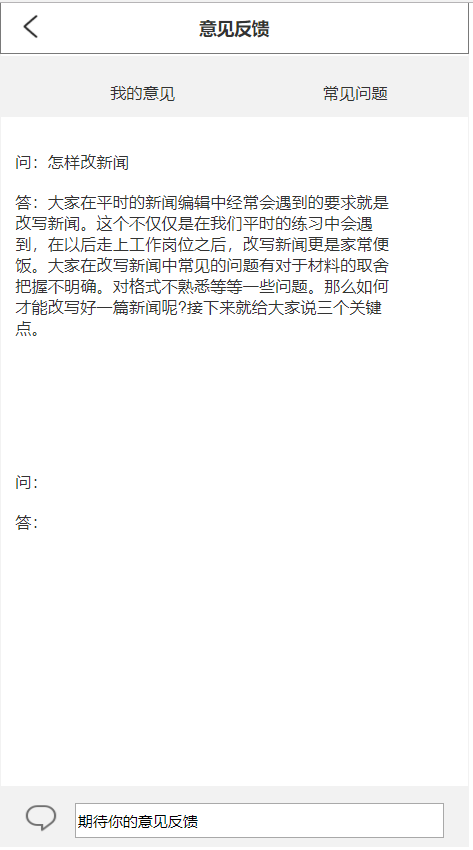 意见反馈
我的意见
常见问题
问：怎样改新闻
答：大家在平时的新闻编辑中经常会遇到的要求就是
改写新闻。这个不仅仅是在我们平时的练习中会遇
到，在以后走上工作岗位之后，改写新闻更是家常便
饭。大家在改写新闻中常见的问题有对于材料的取舍
把握不明确。对格式不熟悉等等一些问题。那么如何
才能改写好一篇新闻呢?接下来就给大家说三个关键
点。
问：
答：
期待你的意见反馈